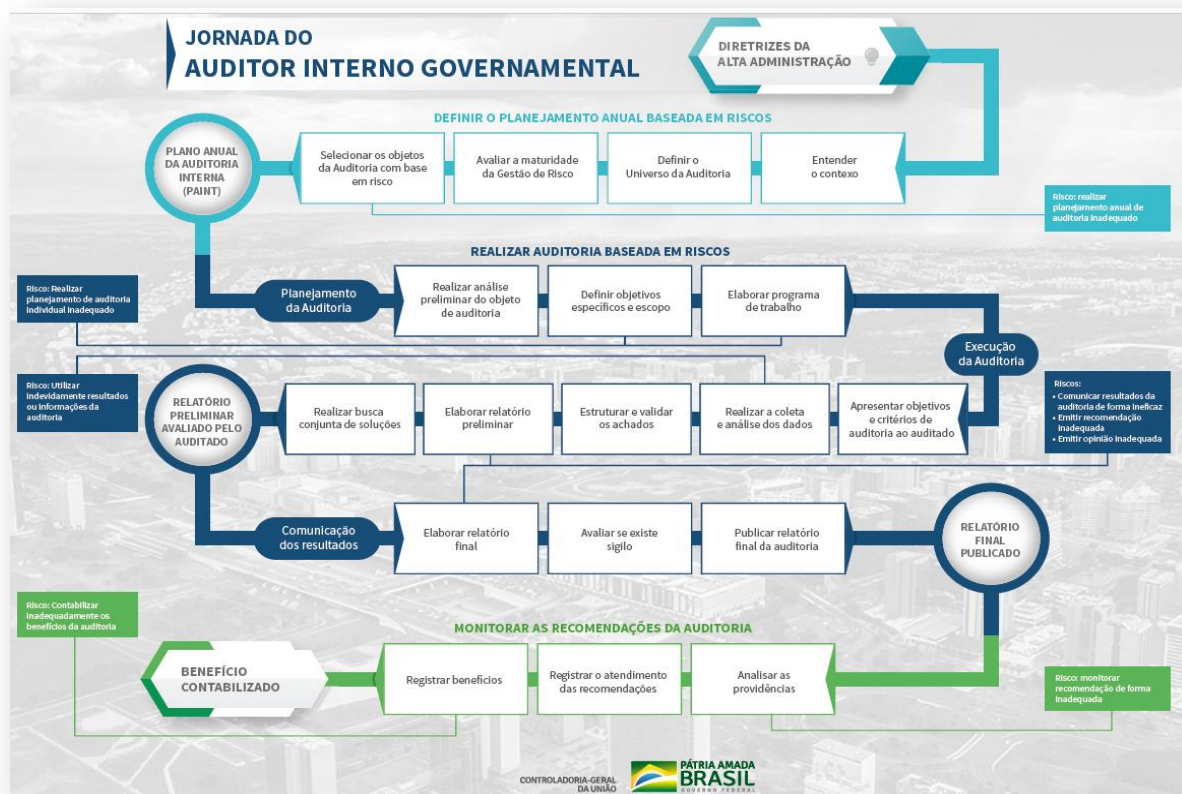 JORNADA DO
AUDITOR INTERNO GOVERNAMENTAL
DIRETRIZES DA
ALTA ADMINISTRAÇÃO
DEFINIR O PLANEJAMENTO ANUAL BASEADA EM RISCOS
PLANO ANUAL
DA AUDITORIA
INTERNA
(PAINT)
Selecionar os objetos
da Auditoria com base
em risco
Avaliar a maturidade
da Gestão de Risco
Definir o
Universo da Auditoria
Entender
o contexo
Risco: realizar
planejamento anual de
auditoria inadequado
REALIZAR AUDITORIA BASEADA EM RISCOS
Risco: Realizar
planejamento de auditoria
individual inadequado
Planejamento
da Auditoria
Realizar análise
preliminar do objeto
de auditoria
Definir objetivos
específicos e escopo
Elaborar programa
de trabalho
Execução
da Auditoria
Risco: Utilizar
indevidamente resultados
ou informações da
auditoria
RELATÓRIO
PRELIMINAR
AVALIADO PELO
AUDITADO
Realizar busca
conjunta de soluções
Elaborar relatório
preliminar
Estruturar e validar
os achados
Realizar a coleta
e análise dos dados
Apresentar objetivos
e critérios de
auditoria ao auditado
Riscos:
• Comunicar resultados da
auditoria de forma ineficaz
• Emitir recomendação
inadequada
• Emitir opinião inadequada
Comunicação
dos resultados
Elaborar relatório
final
Avaliar se existe
sigilo
Publicar relatório
final da auditoria
RELATÓRIO
FINAL
PUBLICADO
Risco: Contabilizar
inadequadamente os
benefícios da auditoria
MONITORAR AS RECOMENDAÇÕES DA AUDITORIA
BENEFÍCIO
CONTABILIZADO
Registrar benefícios
Registrar o atendimento
das recomendações
Analisar as
providências
Risco: monitorar
recomendação de forma
inadequada
CONTROLADORIA-GERAL
DA UNIÃO
PÁTRIA AMADA
BRASIL
GOVERNO FEDERAL